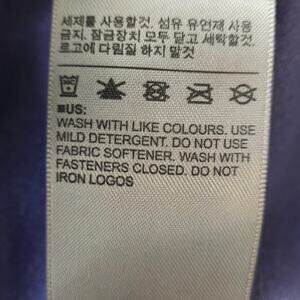 세제를 사용할것. 섬유 유연재 사용
금지. 잠금장치 모두 닫고 세탁할것.
로고에 다림질 하지 말것
■US:
WASH WITH LIKE COLOURS. USE
MILD DETERGENT. DO NOT USE
FABRIC SOFTENER. WASH WITH
FASTENERS CLOSED. DO NOT
IRON LOGOS